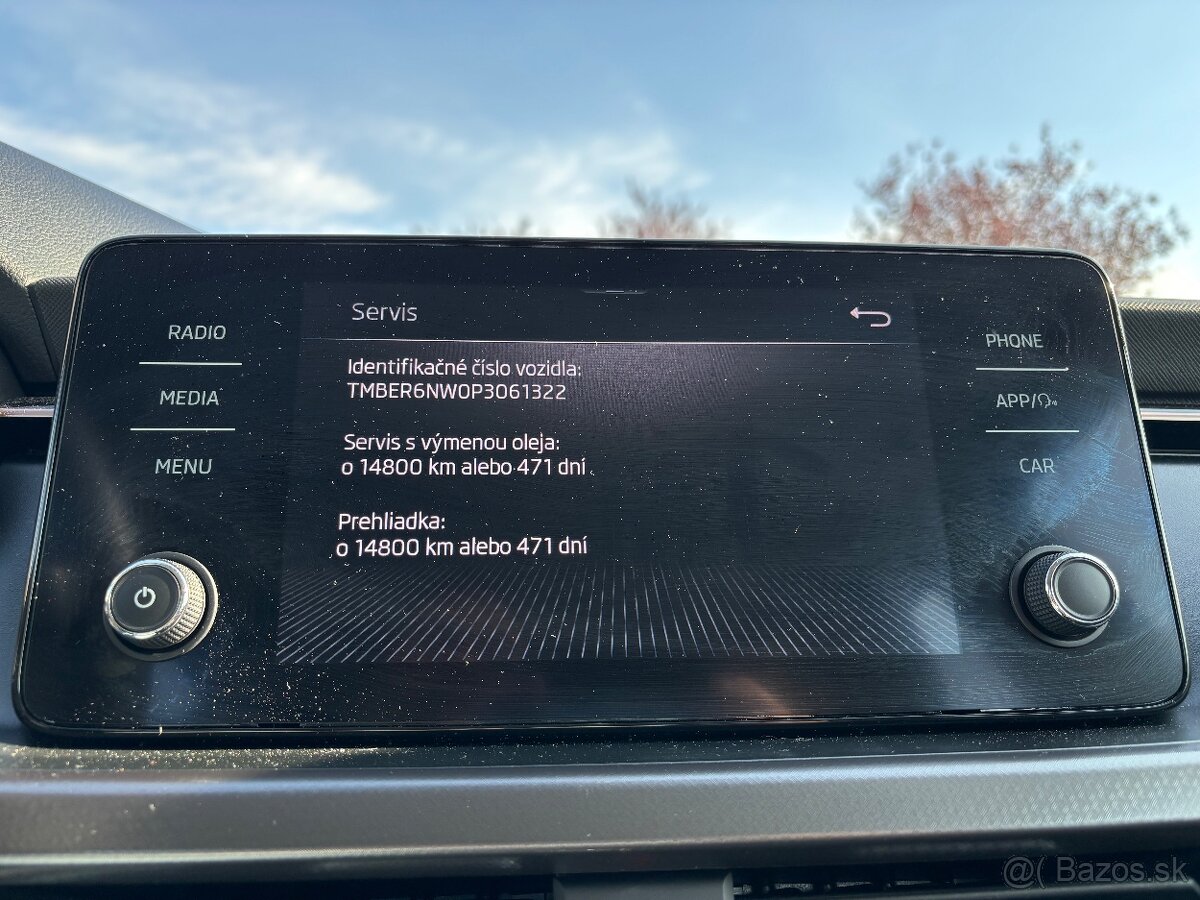 RADIO
MEDIA
MENU
Servis
Identifikačné číslo vozidla:
TMBER6NW0P3061322
Servis s výmenou oleja:
o 14800 km alebo 471 dní
Prehliadka:
o 14800 km alebo 471 dní
PHONE
APP/
CAR
@( Bazos.sk